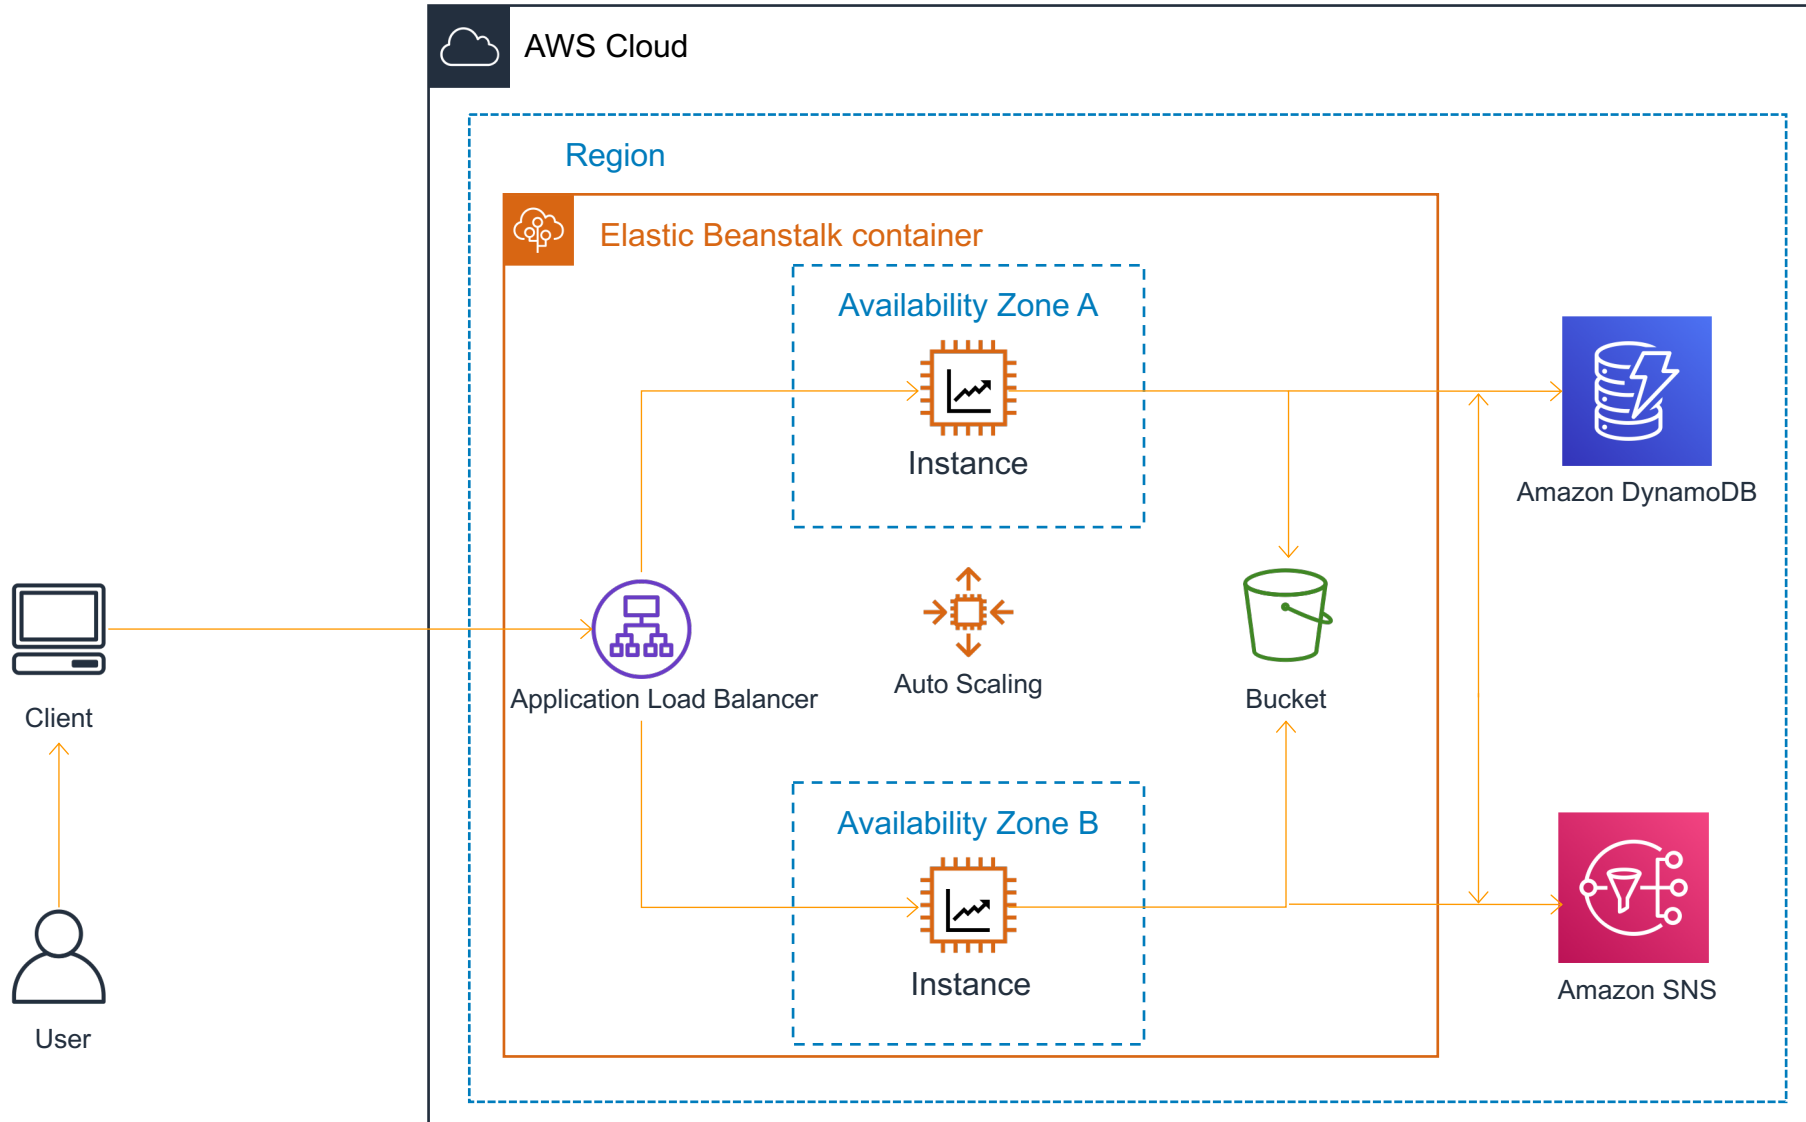 AWS Cloud
Region
Elastic Beanstalk container
Availability Zone A
Instance
Amazon DynamoDB
Auto Scaling
Application Load Balancer
Bucket
Client
Availability Zone B
Instance
Amazon SNS
User